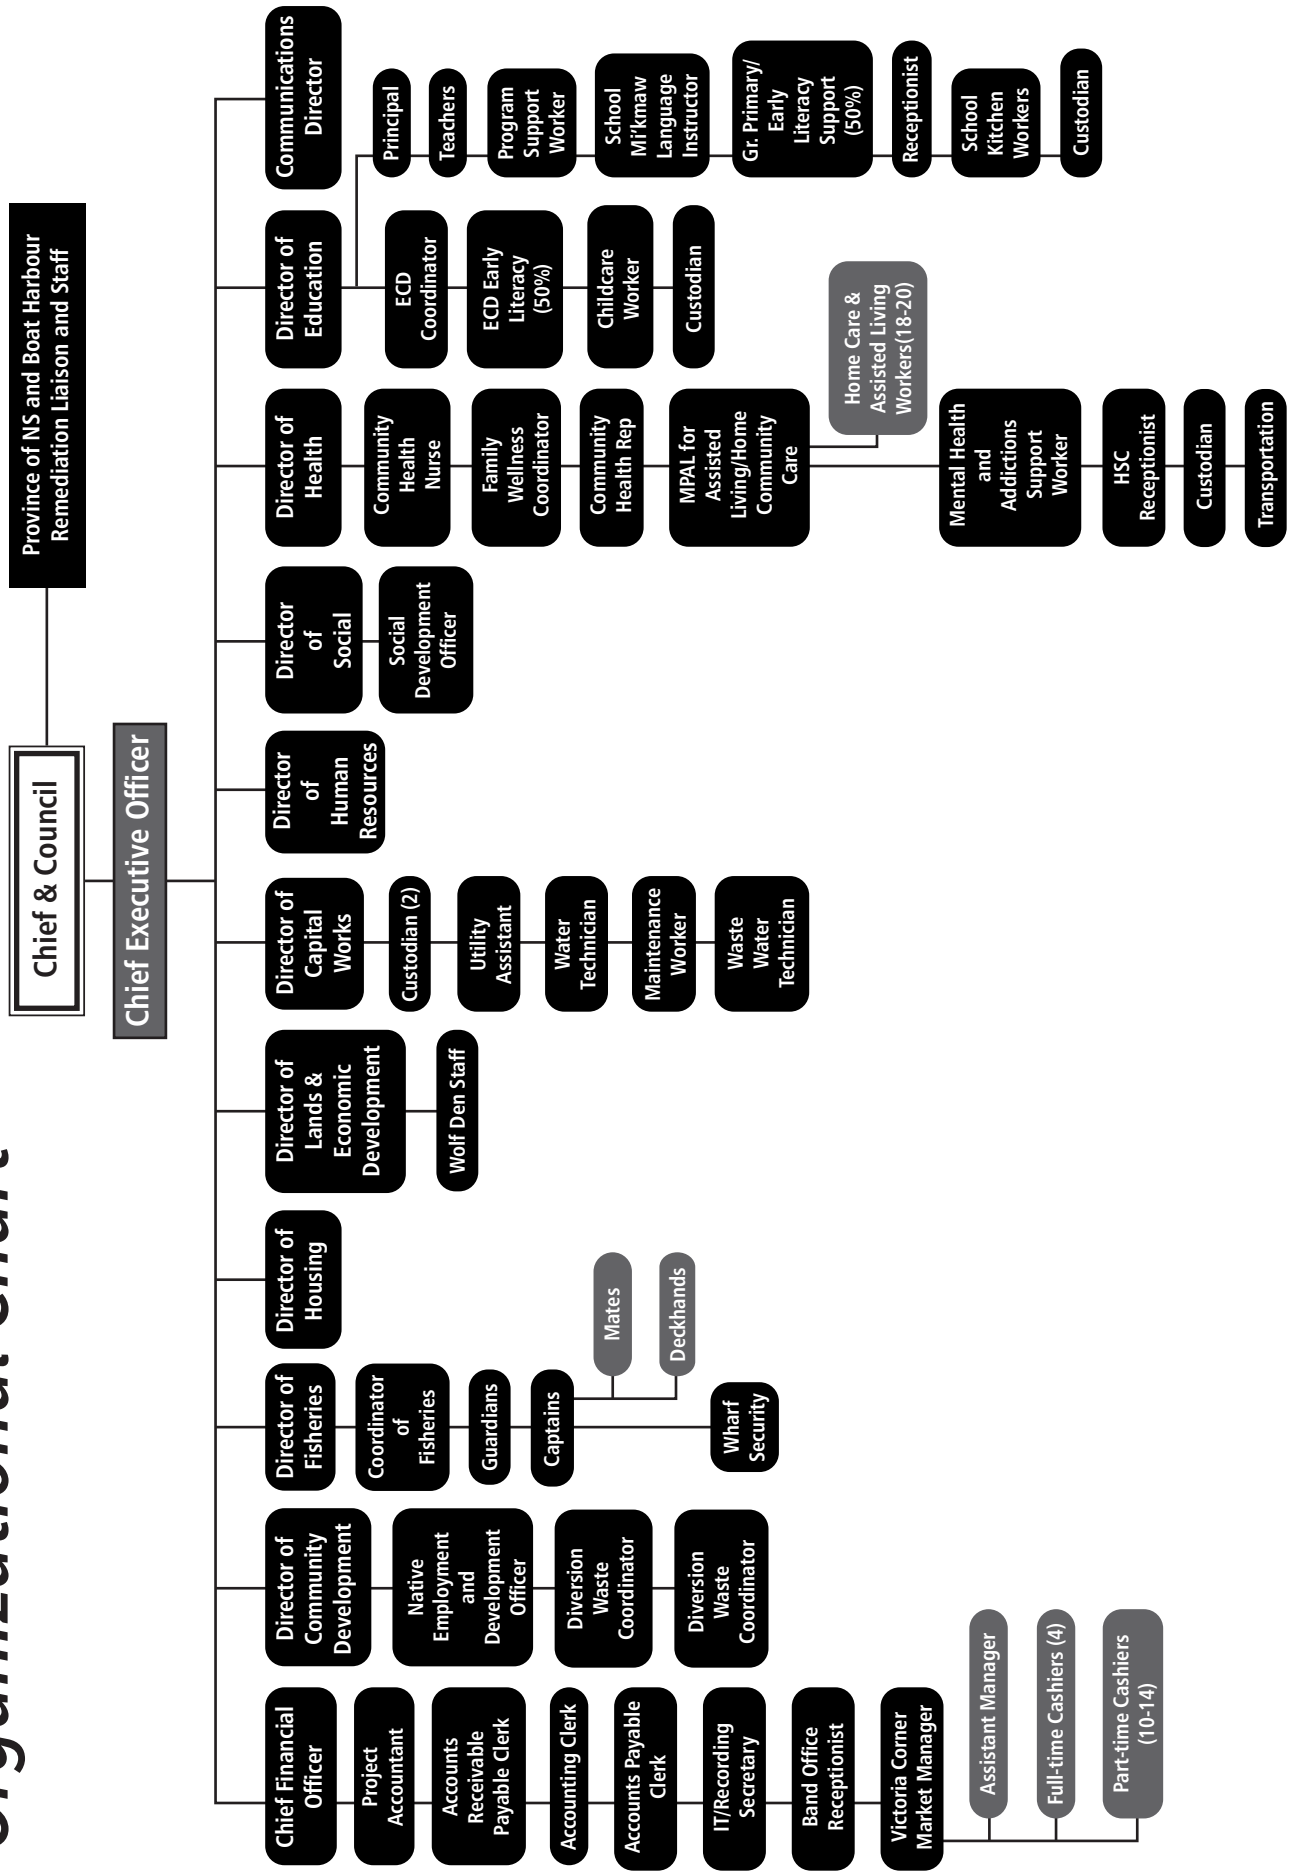 Organizational Chart
Chief & Council
Province of NS and Boat Harbour
Remediation Liaison and Staff
Chief Executive Officer
Chief Financial
Officer
Project
Accountant
Accounts
Receivable
Payable Clerk
Accounting Clerk
Accounts Payable
Clerk
IT/Recording
Secretary
Band Office
Receptionist
Victoria Corner
Market Manager
Assistant Manager
Full-time Cashiers (4)
Part-time Cashiers
(10-14)
Director of
Community
Development
Native
Employment
and
Development
Officer
Diversion
Waste
Coordinator
Diversion
Waste
Coordinator
Director of
Fisheries
Coordinator
of
Fisheries
Guardians
Captains
Mates
Deckhands
Wharf
Security
Director of
Housing
Director of
Lands &
Economic
Development
Wolf Den Staff
Director of
Capital
Works
Custodian (2)
Utility
Assistant
Water
Technician
Maintenance
Worker
Waste
Water
Technician
Director
of
Human
Resources
Director
of
Social
Social
Development
Officer
Director of
Health
Community
Health
Nurse
Family
Wellness
Coordinator
Community
Health Rep
MPAL for
Assisted
Living/Home
Community
Care
Home Care &
Assisted Living
Workers(18-20)
Mental Health
and
Addictions
Support
Worker
HSC
Receptionist
Custodian
Transportation
Director of
Education
ECD
Coordinator
ECD Early
Literacy
(50%)
Childcare
Worker
Custodian
Principal
Teachers
Program
Support
Worker
School
Mi'kmaw
Language
Instructor
Gr. Primary/
Early
Literacy
Support
(50%)
Receptionist
School
Kitchen
Workers
Custodian
Communications
Director